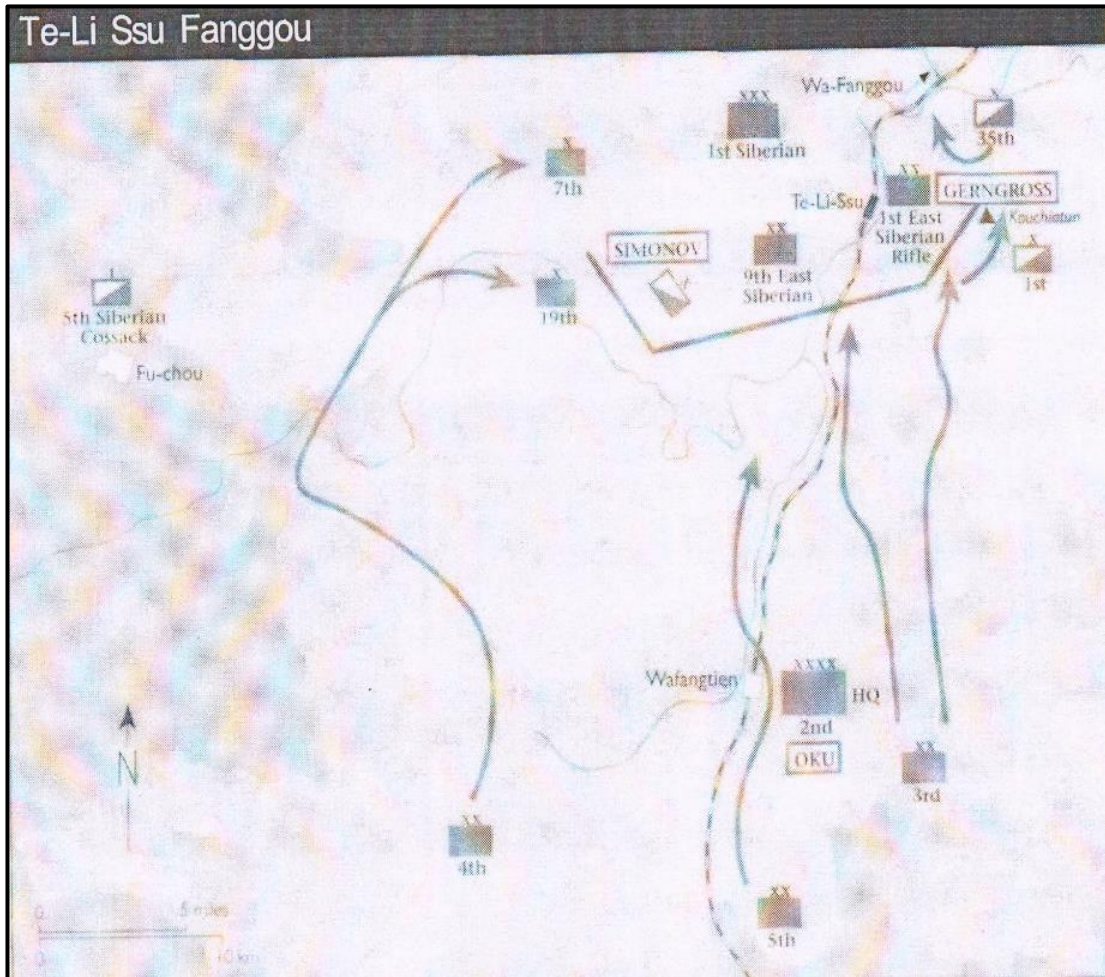 Te-Li Ssu Fanggou
Wa-Fanggou
xxx
1st Siberian
x
35th
x
7th
xx
1st East
Siberian
Rifle
Te-Li-Ssu
GERNGROSS
Kouchiatun
x
1st
SIMONOV
xx
9th East
Siberian
5th Siberian
Cossack
x
19th
Fu-chou
Wafangtien
xxxx
HQ
2nd
OKU
N
xx
3rd
xx
4th
xx
5th
0 5 miles
0 10 km